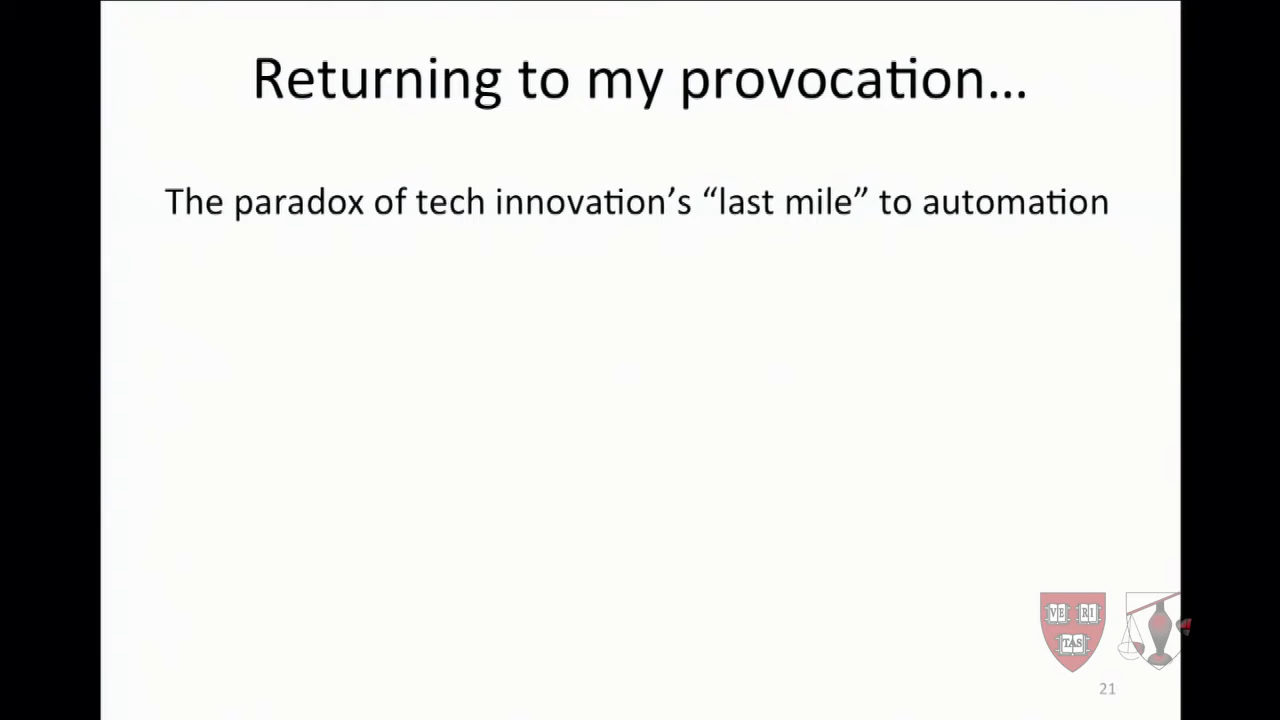 Returning to my provocation…
The paradox of tech innovation’s “last mile” to automation
VE RI
TAS
21